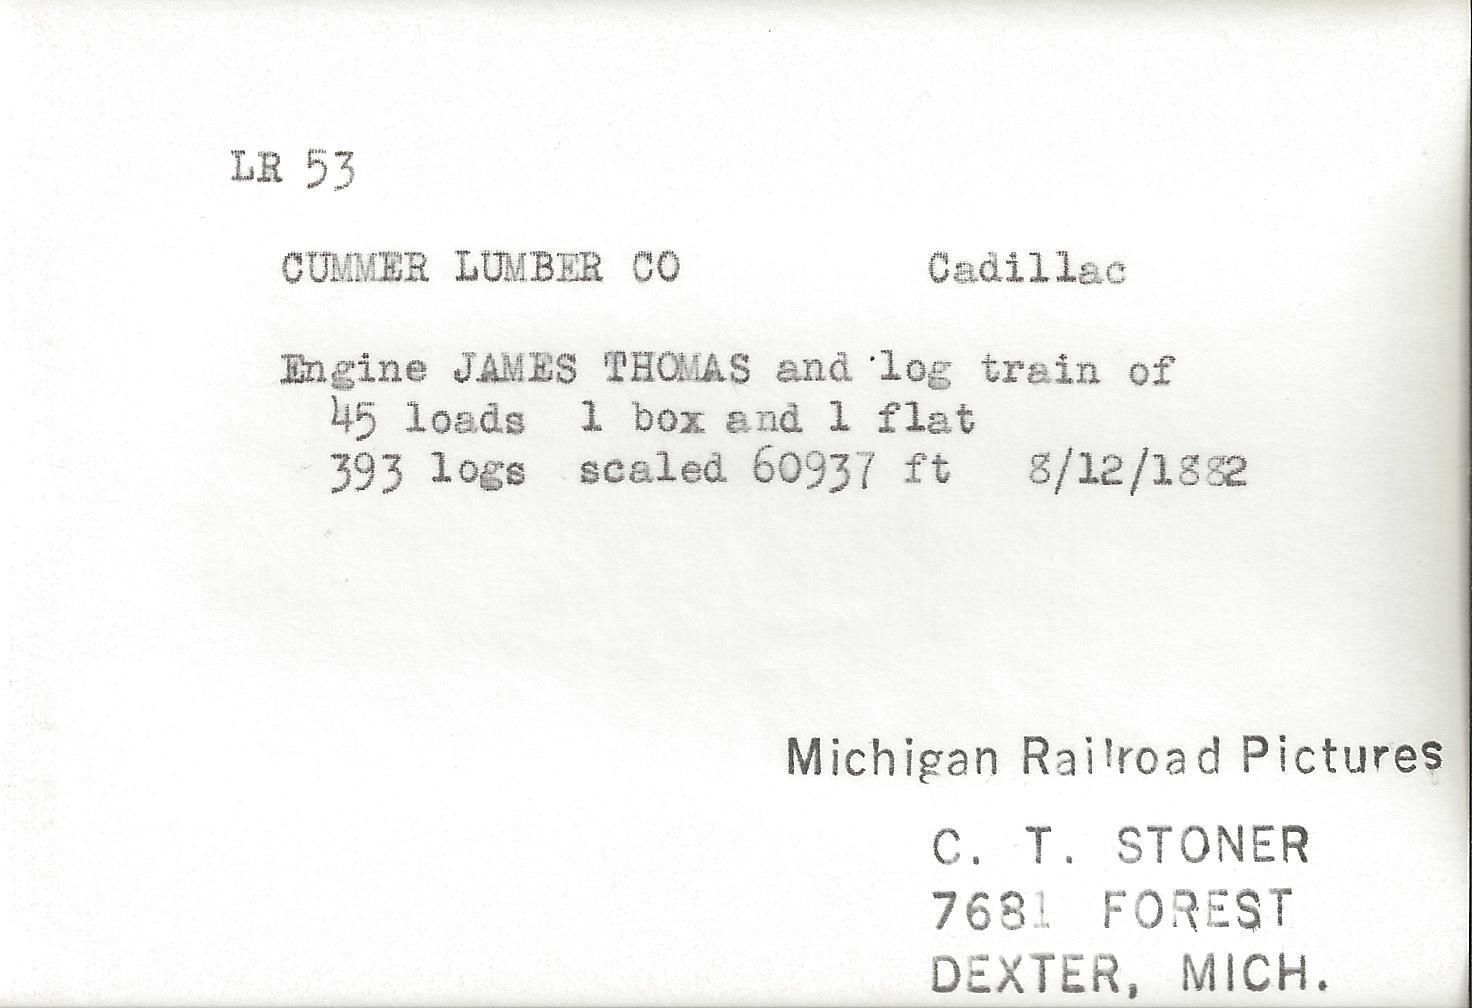 LR 53
CUMMER LUMBER CO Cadillac
Engine JAMES THOMAS and log train of
45 loads 1 box and 1 flat
393 logs scaled 60937 ft 8/12/1882
Michigan Railroad Pictures
C. T. STONER
7681 FOREST
DEXTER, MICH.